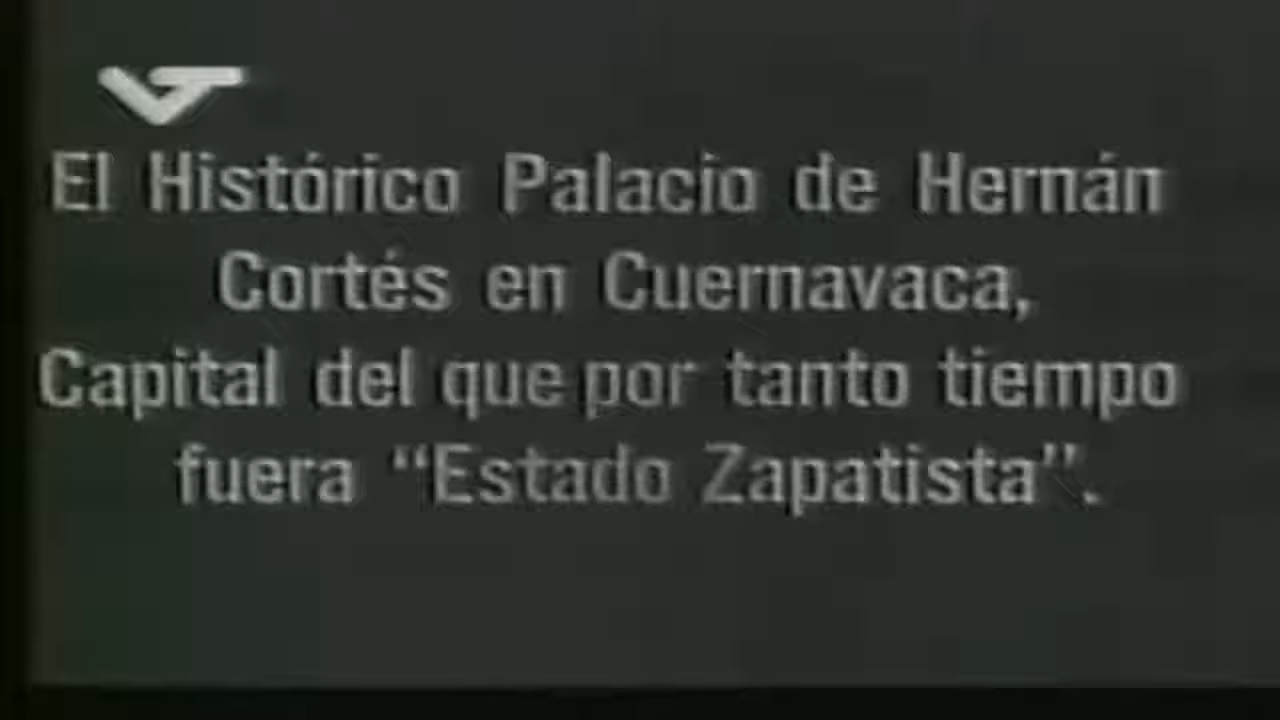 El Histórico Palacio de Hernán
Cortés en Cuernavaca,
Capital del que por tanto tiempo
fuera “Estado Zapatista”.